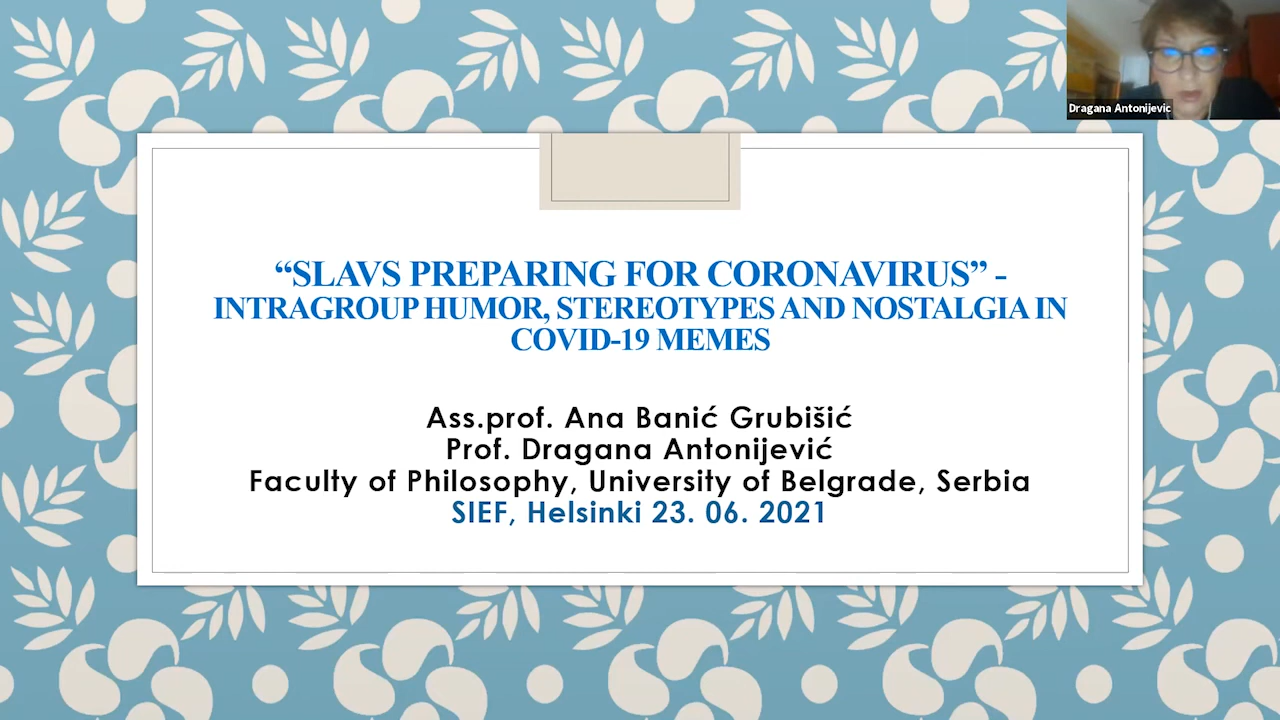 Dragana Antonijevic
“SLAVS PREPARING FOR CORONAVIRUS” -
INTRAGROUP HUMOR, STEREOTYPES AND NOSTALGIA IN
COVID-19 MEMES
Ass.prof. Ana Banić Grubišić
Prof. Dragana Antonijević
Faculty of Philosophy, University of Belgrade, Serbia
SIEF, Helsinki 23. 06. 2021